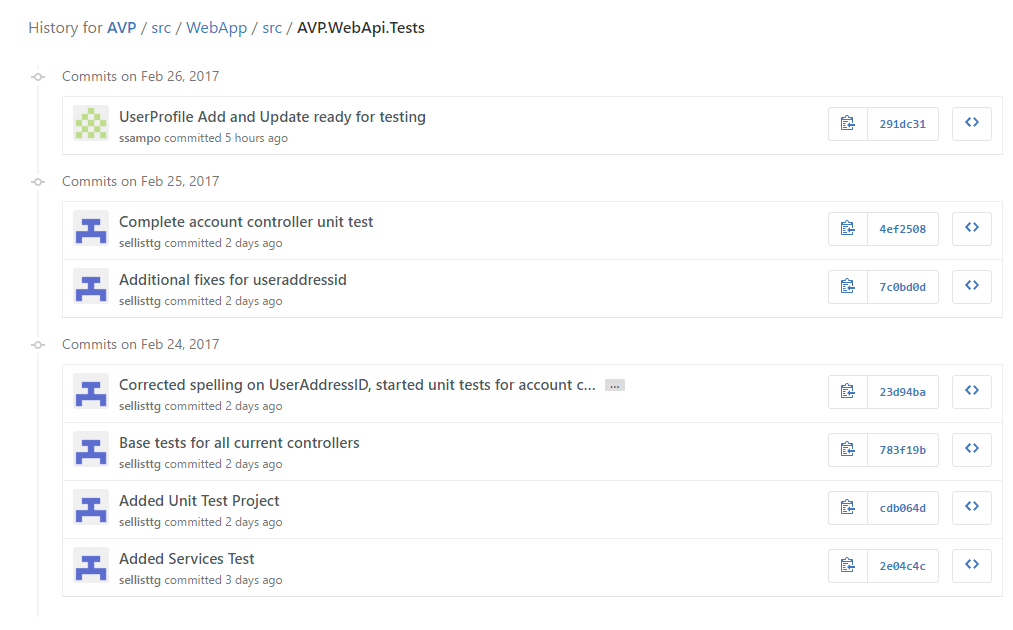 History for AVP / src / WebApp / src / AVP.WebApi.Tests
Commits on Feb 26, 2017
UserProfile Add and Update ready for testing
ssampo committed 5 hours ago
291dc31
Commits on Feb 25, 2017
Complete account controller unit test
sellisttg committed 2 days ago
4ef2508
Additional fixes for useraddressid
sellisttg committed 2 days ago
7c0bd0d
Commits on Feb 24, 2017
Corrected spelling on UserAddressID, started unit tests for account c... …
sellisttg committed 2 days ago
23d94ba
Base tests for all current controllers
sellisttg committed 2 days ago
783f19b
Added Unit Test Project
sellisttg committed 2 days ago
cdb064d
Added Services Test
sellisttg committed 3 days ago
2e04c4c